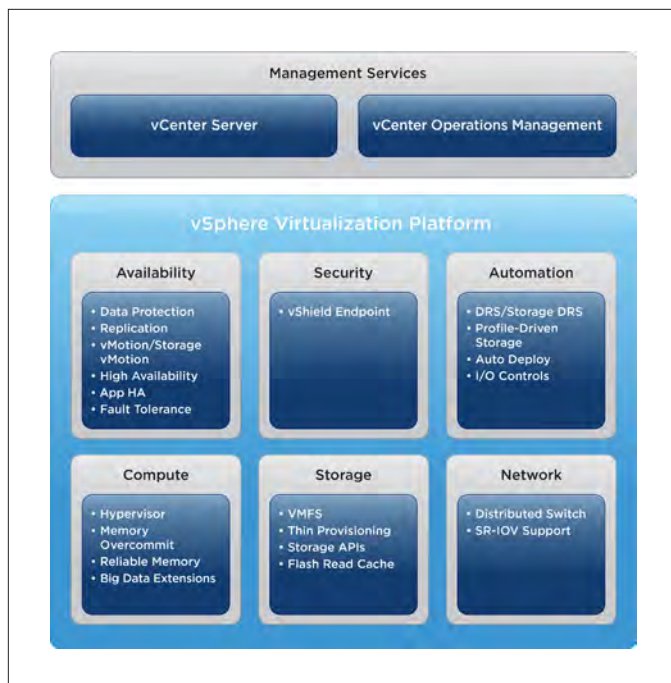 Management Services
vCenter Server
vCenter Operations Management
vSphere Virtualization Platform
Availability
• Data Protection
• Replication
• vMotion/Storage
vMotion
• High Availability
• App HA
• Fault Tolerance
Security
• vShield Endpoint
Automation
• DRS/Storage DRS
• Profile-Driven
Storage
• Auto Deploy
• I/O Controls
Compute
• Hypervisor
• Memory
Overcommit
• Reliable Memory
• Big Data Extensions
Storage
• VMFS
• Thin Provisioning
• Storage APIs
• Flash Read Cache
Network
• Distributed Switch
• SR-IOV Support